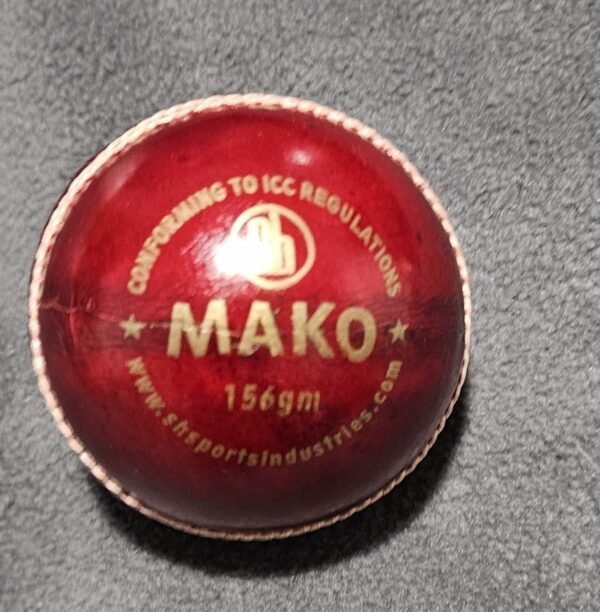 CONFORMING TO ICC REGULATIONS
MAKO
156gm
www.shsportsindustries.com